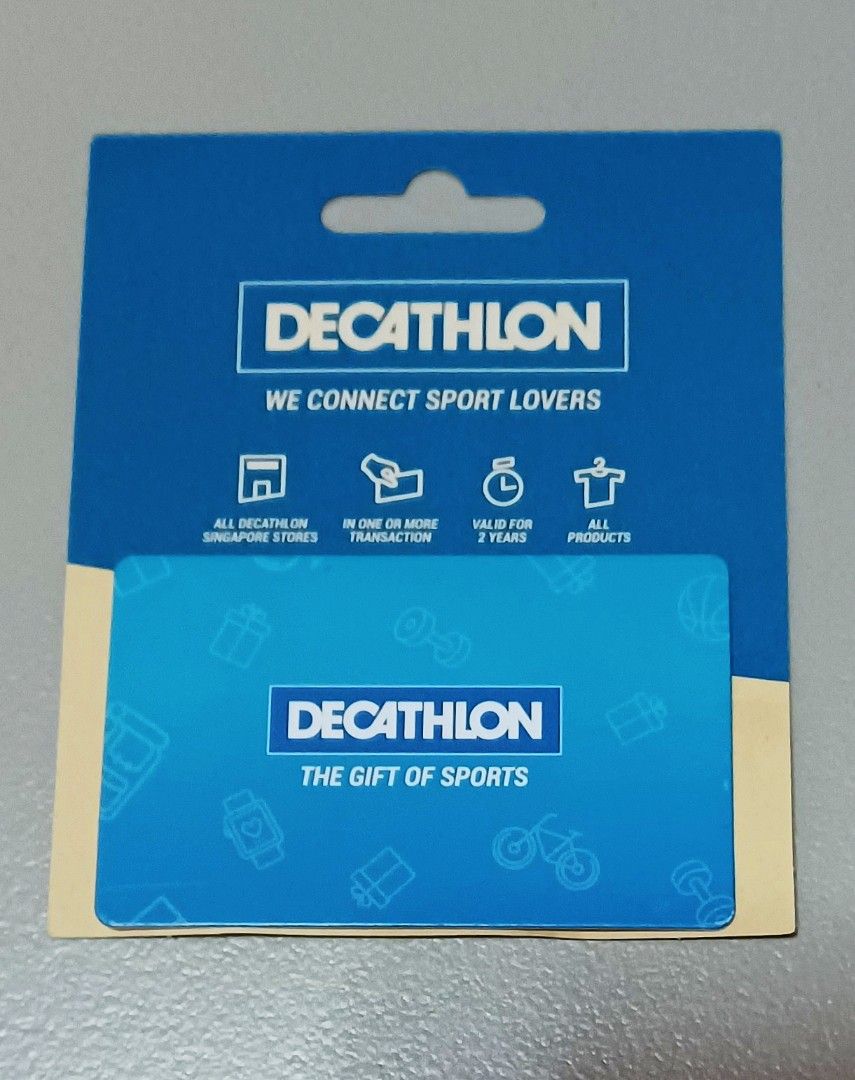 DECATHLON
WE CONNECT SPORT LOVERS
ALL DECATHLON
SINGAPORE STORES
IN ONE OR MORE
TRANSACTION
VALID FOR
2 YEARS
ALL
PRODUCTS
DECATHLON
THE GIFT OF SPORTS